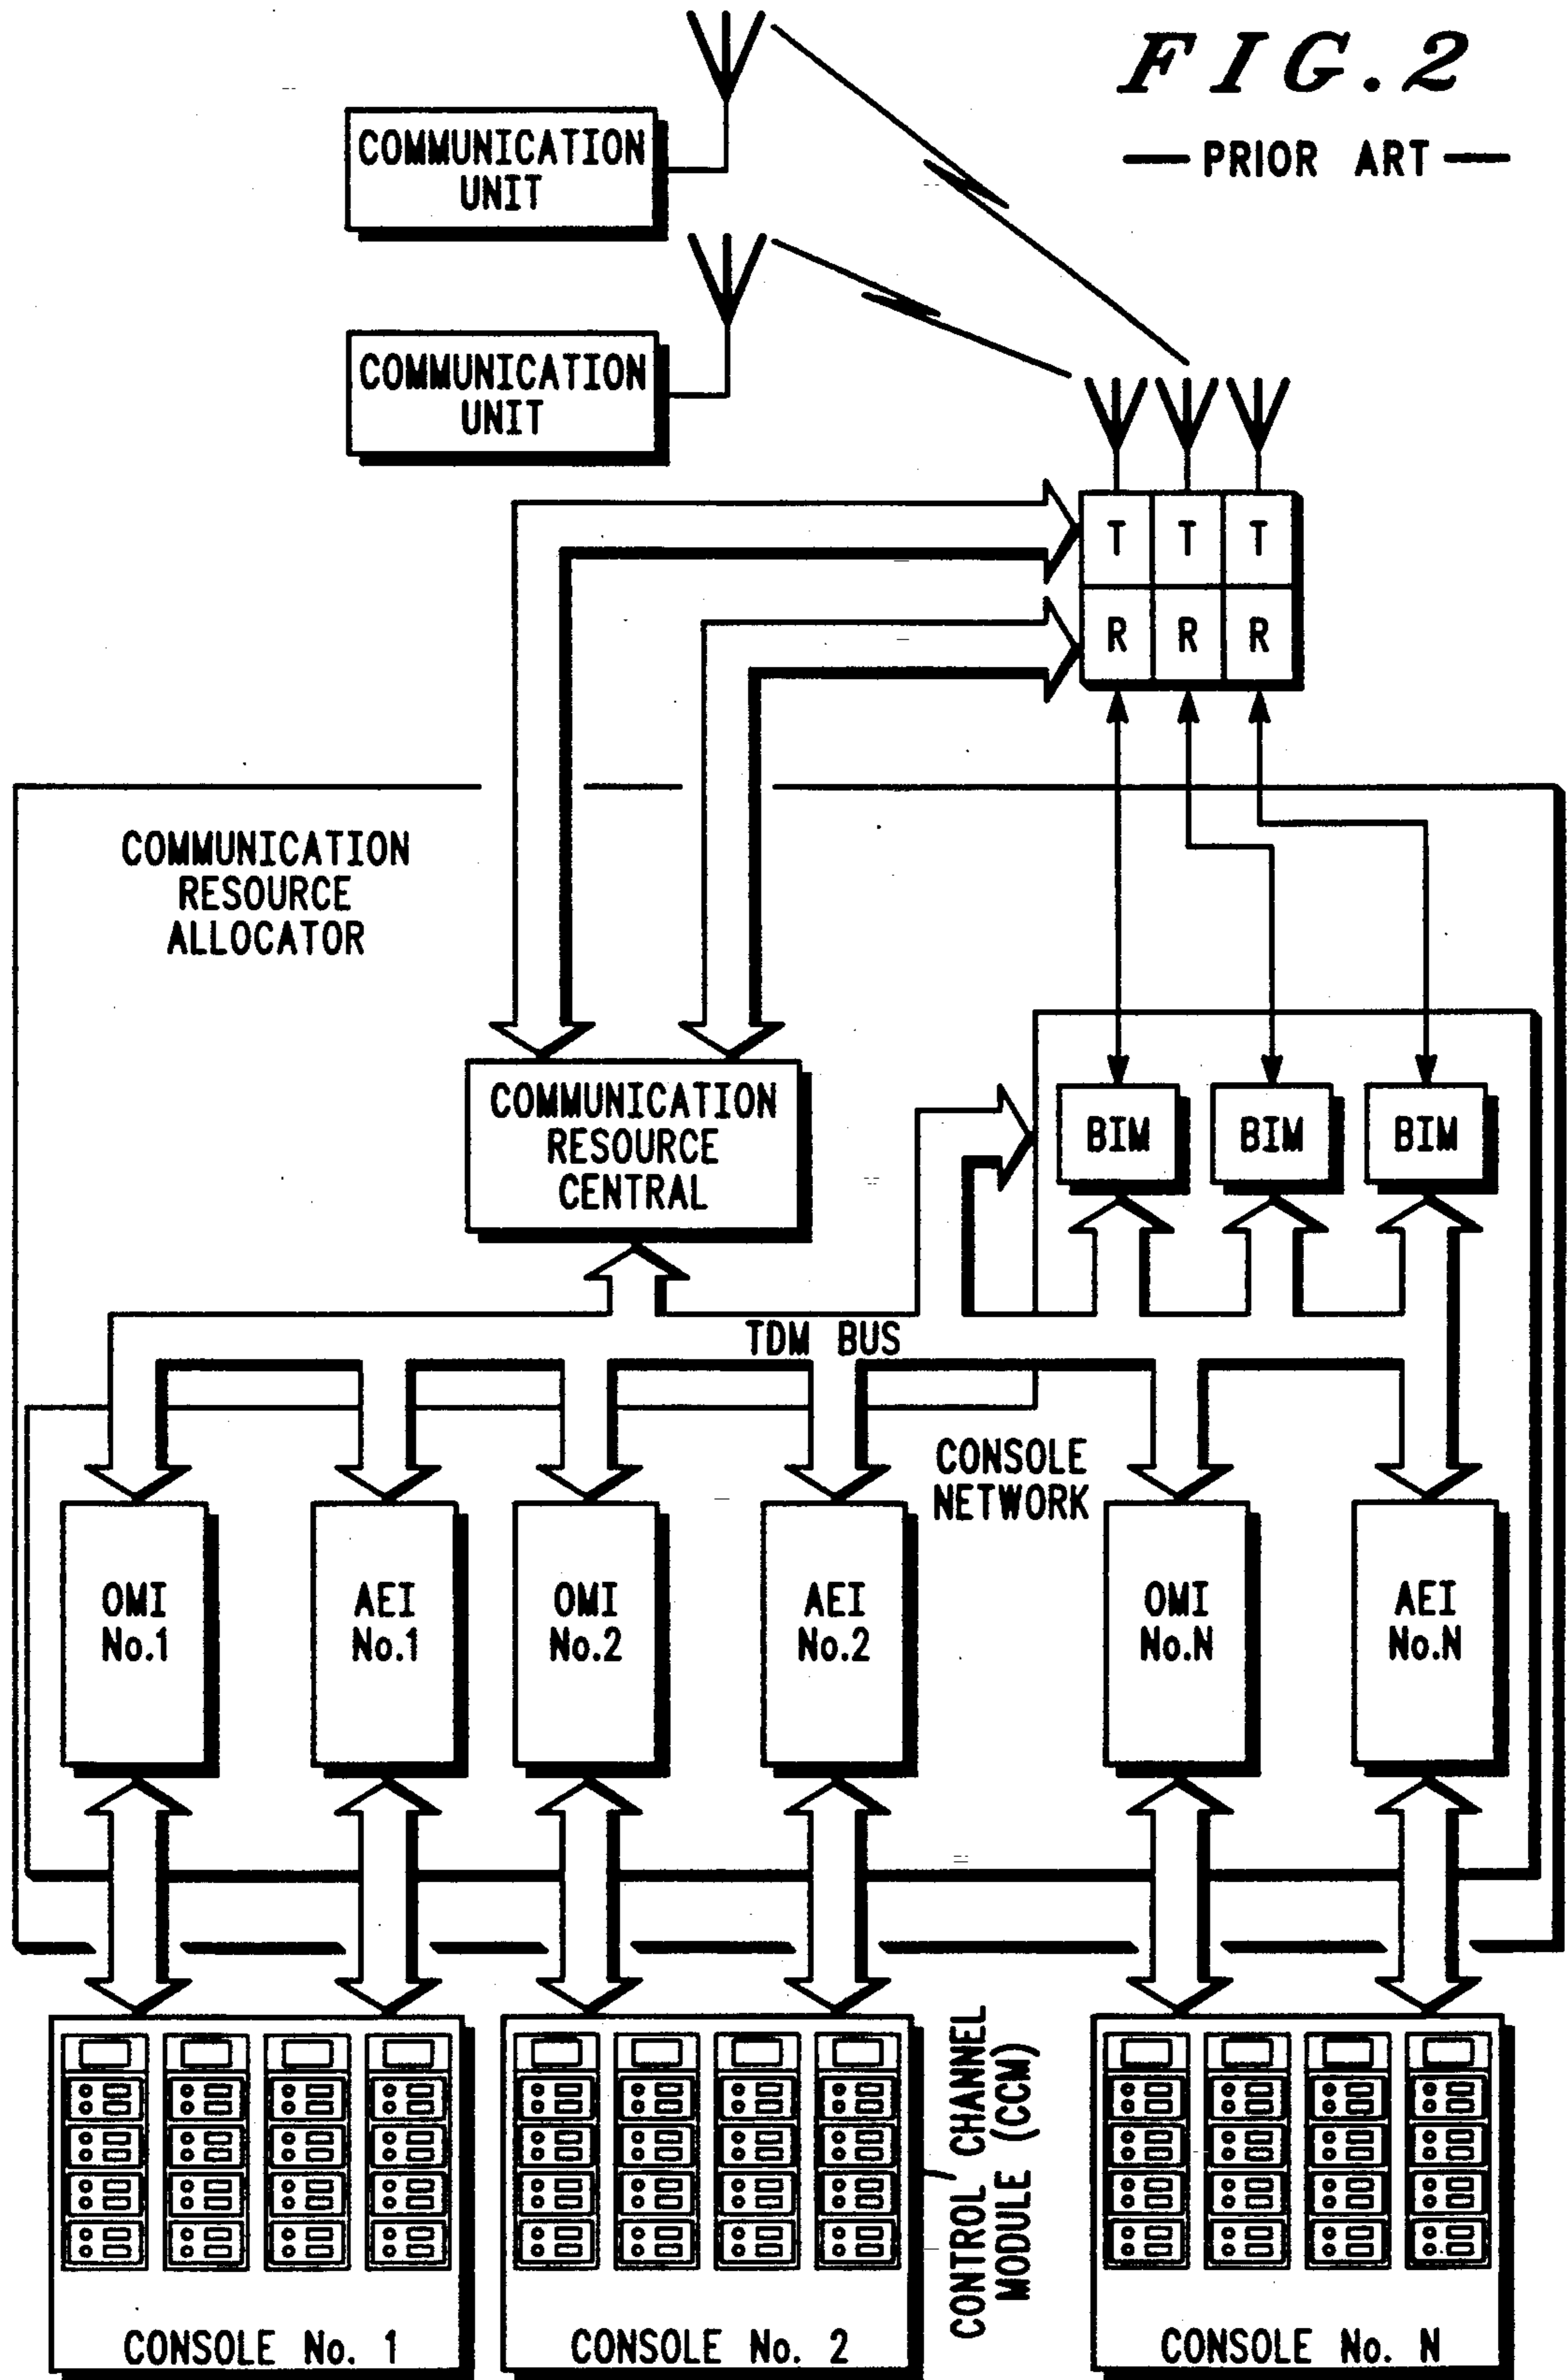 FIG.2
— PRIOR ART —
COMMUNICATION
UNIT
COMMUNICATION
UNIT
T T T
R R R
COMMUNICATION
RESOURCE
ALLOCATOR
COMMUNICATION
RESOURCE
CENTRAL
BIM BIM BIM
TDM BUS
CONSOLE
NETWORK
OMI
No.1
AEI
No.1
OMI
No.2
AEI
No.2
OMI
No.N
AEI
No.N
CONTROL CHANNEL
MODULE (CCM)
CONSOLE No. 1
CONSOLE No. 2
CONSOLE No. N